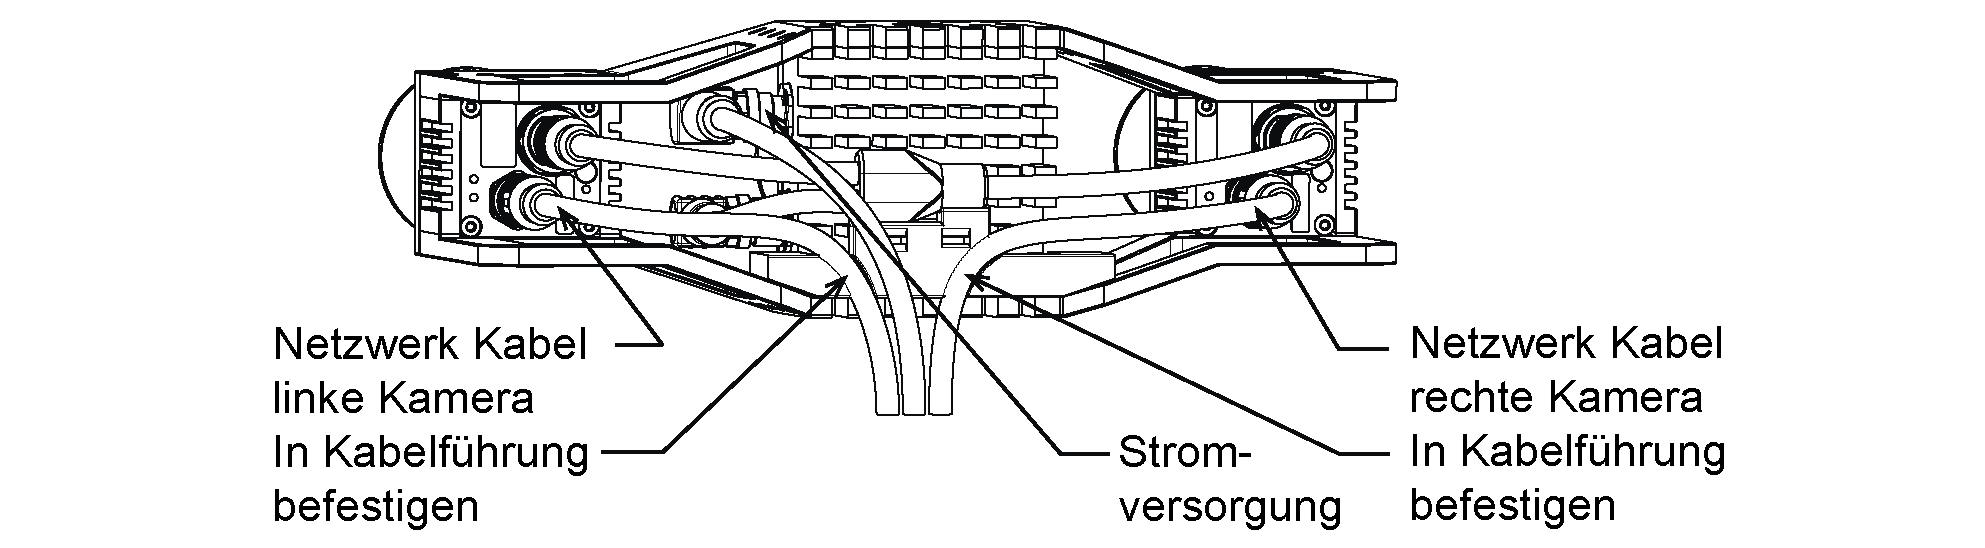 Netzwerk Kabel
linke Kamera
In Kabelführung
befestigen
Strom-
versorgung
Netzwerk Kabel
rechte Kamera
In Kabelführung
befestigen